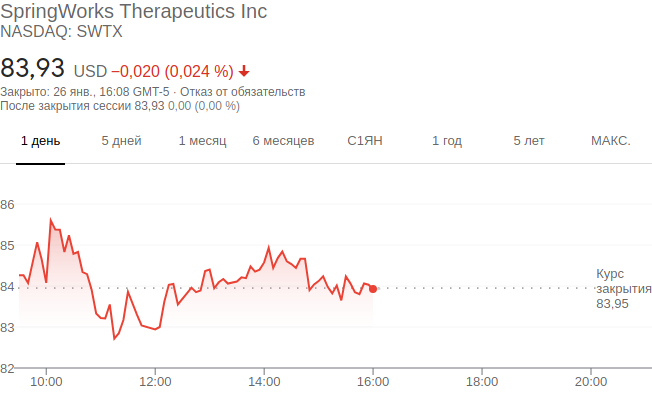 SpringWorks Therapeutics Inc
NASDAQ: SWTX
83,93 USD −0,020 (0,024 %)
Закрыто: 26 янв., 16:08 GMT-5 · Отказ от обязательств
После закрытия сессии 83,93 0,00 (0,00 %)
1 день 5 дней 1 месяц 6 месяцев С1ЯН 1 год 5 лет МАКС.
86
85
84
83
82
Курс
закрытия
83,95
10:00 12:00 14:00 16:00 18:00 20:00